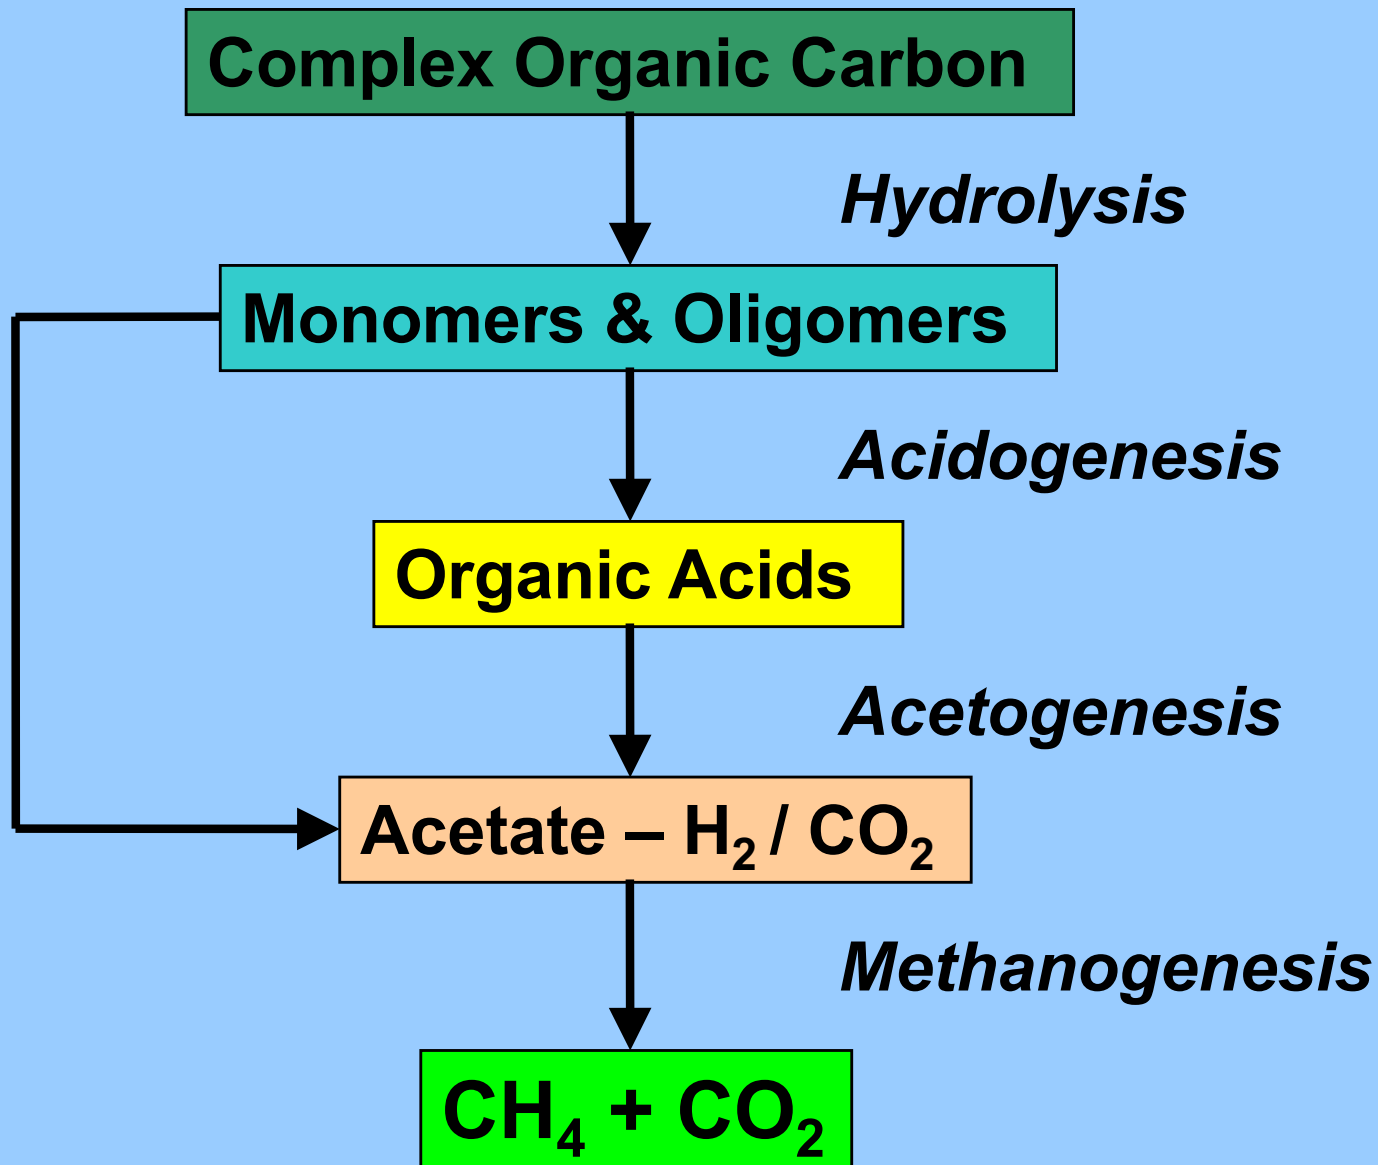 Complex Organic Carbon
Hydrolysis
Monomers & Oligomers
Acidogenesis
Organic Acids
Acetogenesis
Acetate – H₂ / CO₂
Methanogenesis
CH₄ + CO₂